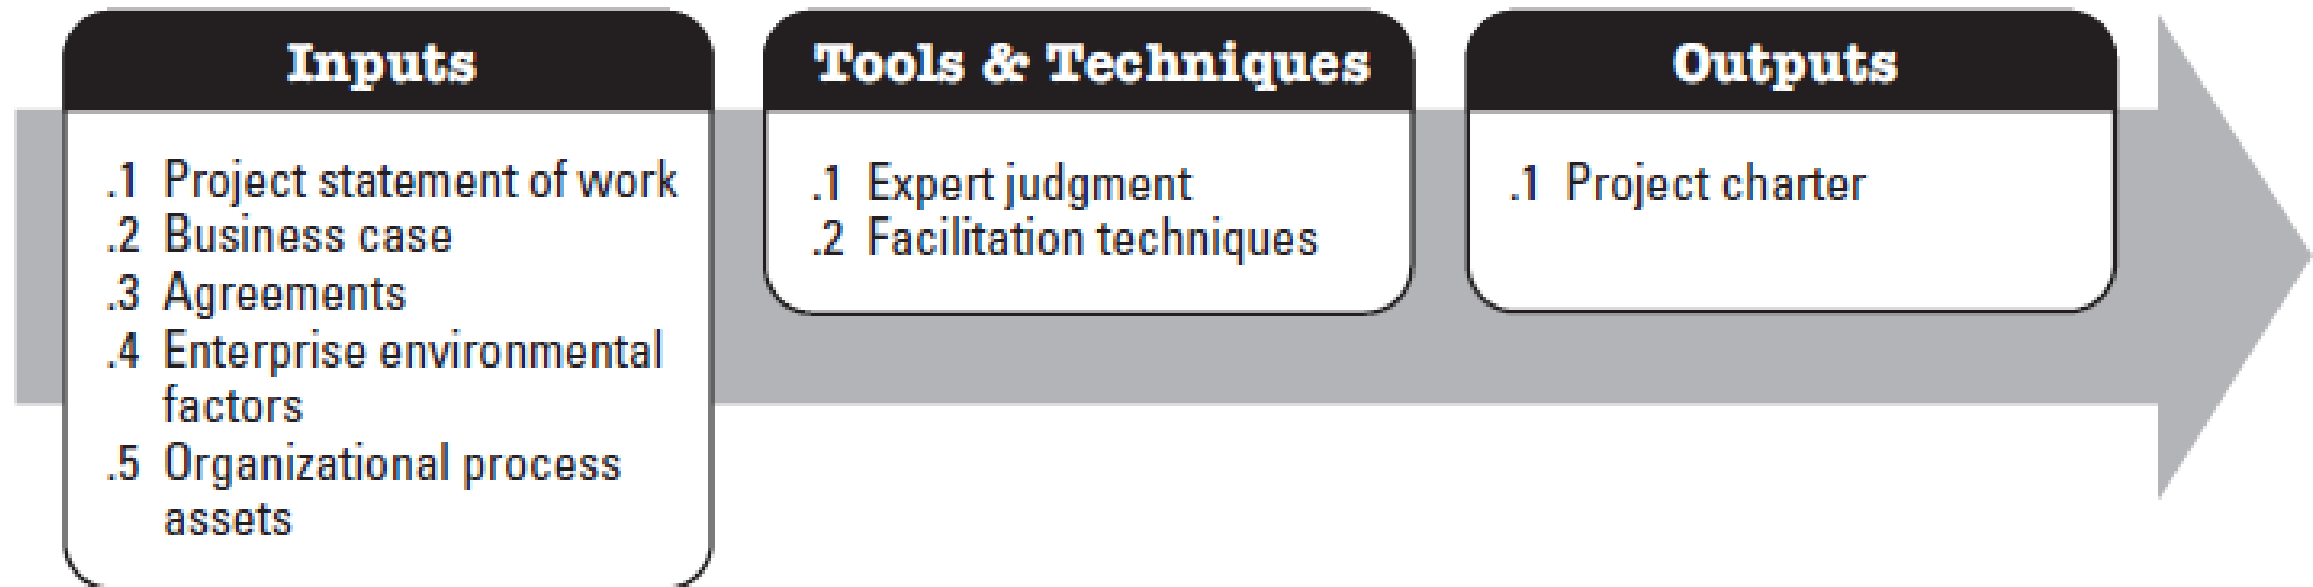 Inputs
.1 Project statement of work
.2 Business case
.3 Agreements
.4 Enterprise environmental
factors
.5 Organizational process
assets
Tools & Techniques
.1 Expert judgment
.2 Facilitation techniques
Outputs
.1 Project charter